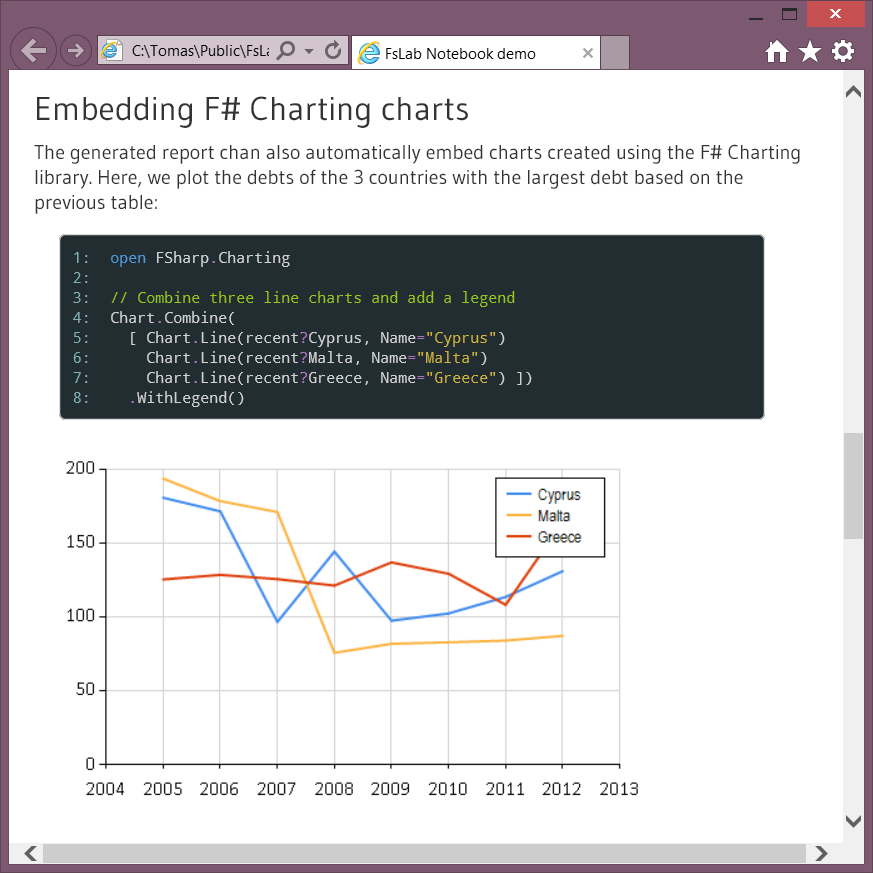 C:\Tomas\Public\FsLa
FsLab Notebook demo
Embedding F# Charting charts
The generated report chan also automatically embed charts created using the F# Charting
library. Here, we plot the debts of the 3 countries with the largest debt based on the
previous table:
1: open FSharp.Charting
2:
3: // Combine three line charts and add a legend
4: Chart.Combine(
5: [ Chart.Line(recent?Cyprus, Name="Cyprus")
6: Chart.Line(recent?Malta, Name="Malta")
7: Chart.Line(recent?Greece, Name="Greece") ])
8: .WithLegend()
200
150
100
50
0
Cyprus
Malta
Greece
2004 2005 2006 2007 2008 2009 2010 2011 2012 2013